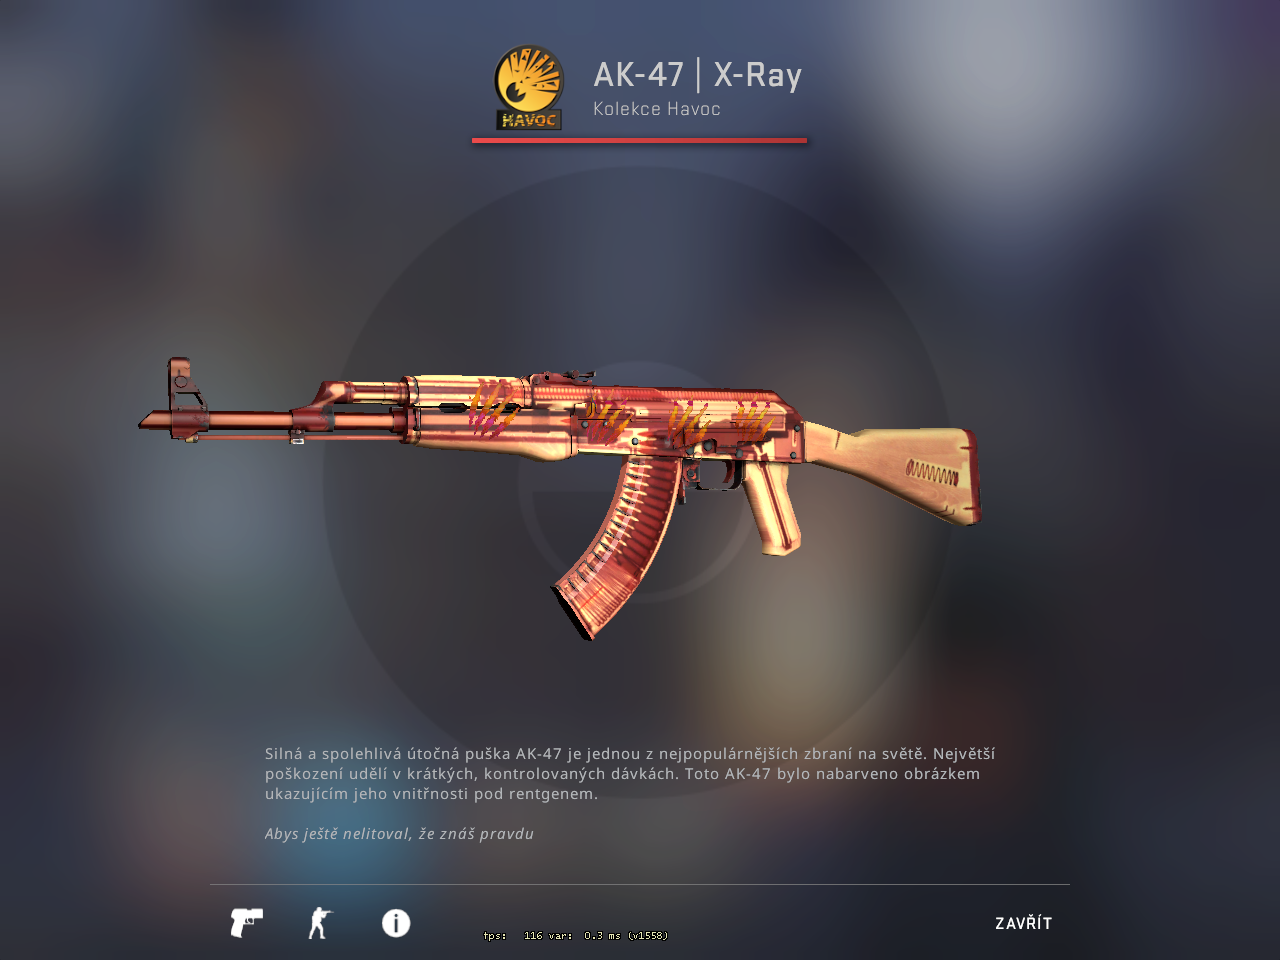 HAVOC
AK-47 | X-Ray
Kolekce Havoc
Silná a spolehlivá útočná puška AK-47 je jednou z nejpopulárnějších zbraní na světě. Největší
poškození udělí v krátkých, kontrolovaných dávkách. Toto AK-47 bylo nabarveno obrázkem
ukazujícím jeho vnitřnosti pod rentgenem.
Abys ještě nelitoval, že znáš pravdu
ZAVŘÍT
fps: 116 var: 0.3 ms (v1558)